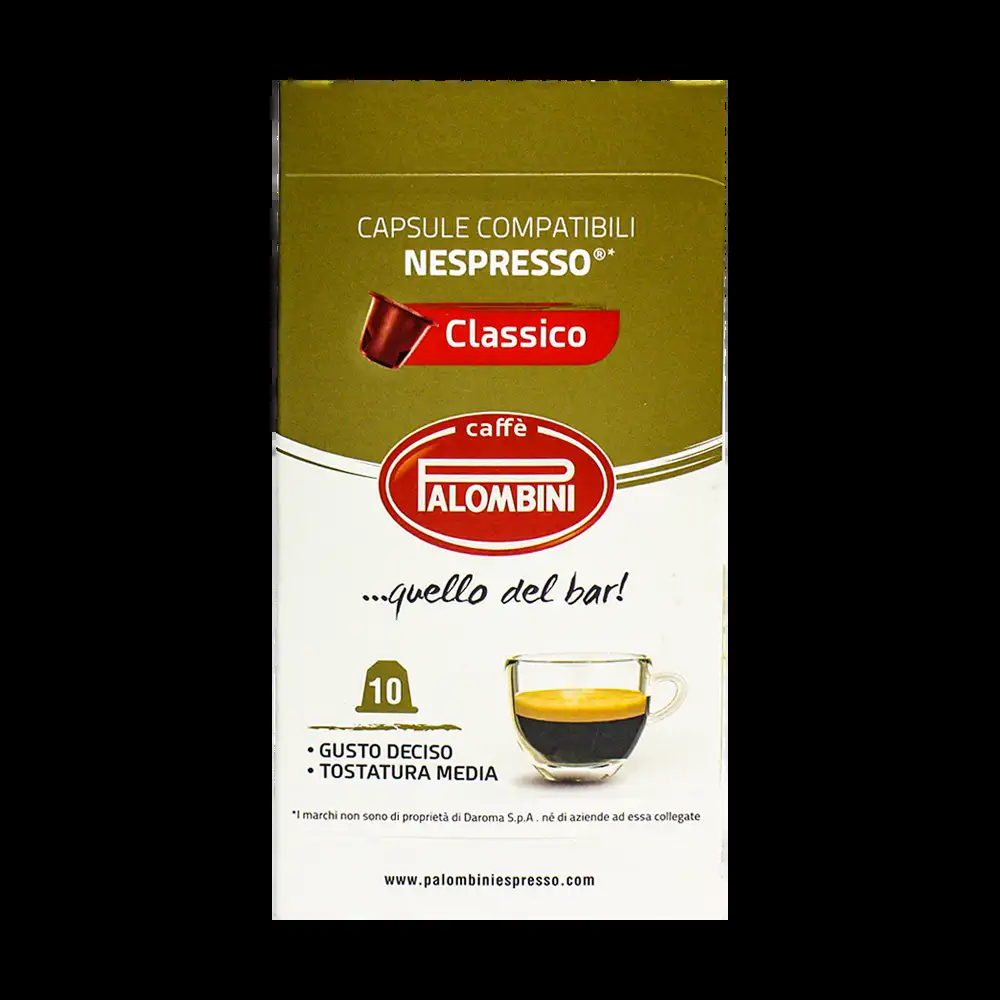 CAPSULE COMPATIBILI
NESPRESSO®*
Classico
caffè
PALOMBINI
...quello del bar!
10
• GUSTO DECISO
• TOSTATURA MEDIA
*I marchi non sono di proprietà di Daroma S.p.A . né di aziende ad essa collegate
www.palombiniespresso.com